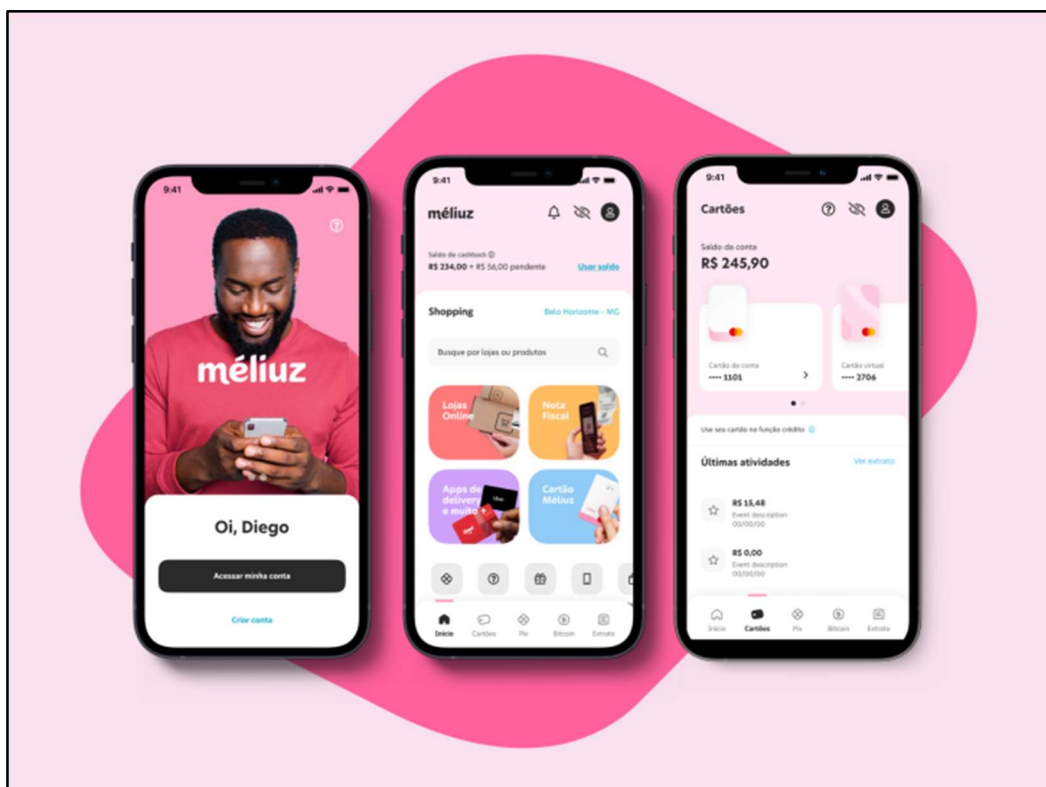 9:41
méliuz
Oi, Diego
Acessar minha conta
Criar conta
9:41
méliuz
Saldo de cashback
R$ 234,00 + R$ 56,00 pendente
Usar saldo
Shopping
Belo Horizonte - MG
Busque por lojas ou produtos
Lojas
Online
Nota
Fiscal
Apps de
delivery
e muito +
Uber
Cartão
Méliuz
Início
Cartões
Pix
Bitcoin
Extrato
9:41
Cartões
Saldo da conta
R$ 245,90
Cartão da conta
•••• 1101
Cartão virtual
•••• 2706
Use seu cartão na função crédito
Últimas atividades
Ver extrato
R$ 15,48
Event description
00/00/00
R$ 0,00
Event description
00/00/00
Início
Cartões
Pix
Bitcoin
Extrato